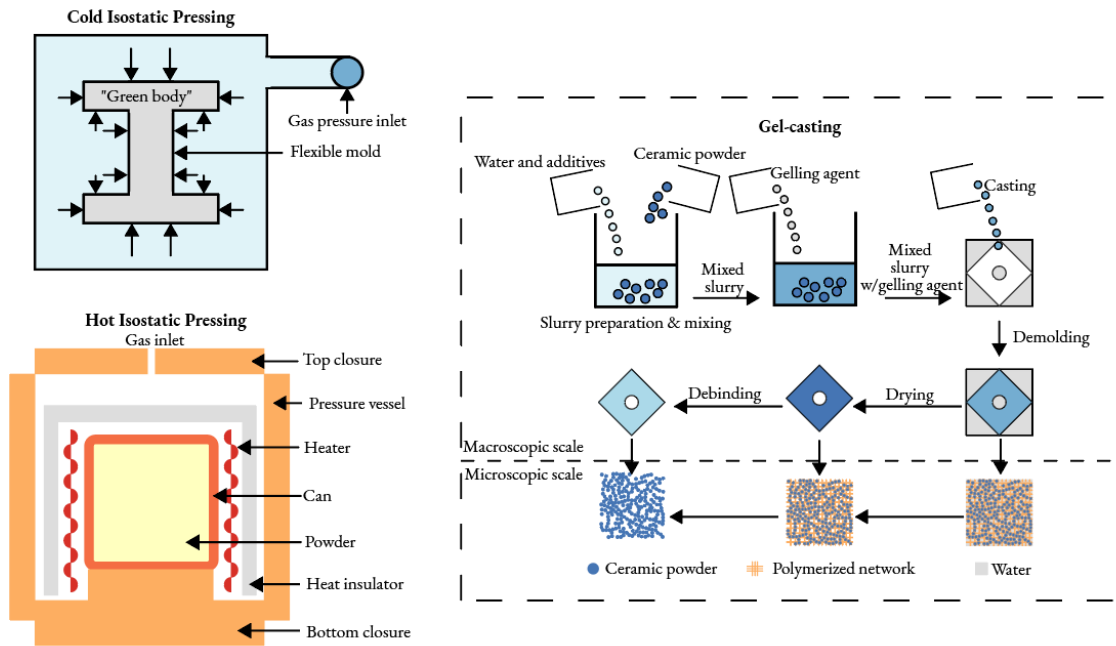 Cold Isostatic Pressing
"Green body"
Gas pressure inlet
Flexible mold
Hot Isostatic Pressing
Gas inlet
Top closure
Pressure vessel
Heater
Can
Powder
Heat insulator
Bottom closure
Gel-casting
Water and additives
Ceramic powder
Gelling agent
Casting
Mixed
slurry
Mixed
slurry
w/gelling agent
Slurry preparation & mixing
Demolding
Debinding
Drying
Macroscopic scale
Microscopic scale
Ceramic powder
Polymerized network
Water